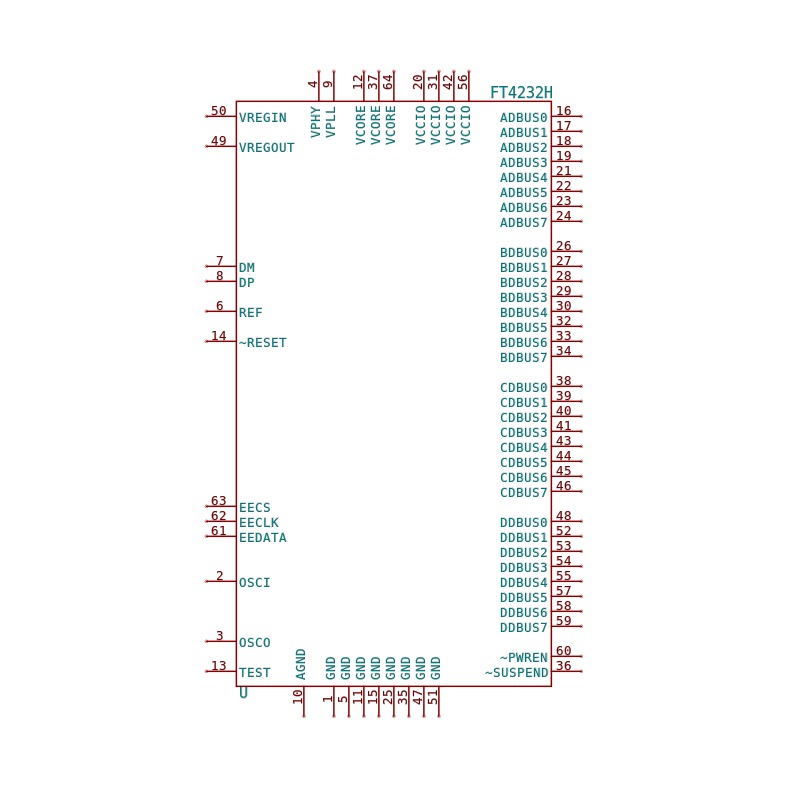 4 9 12 37 64 20 31 42 56
FT4232H
VPHY VPLL VCORE VCORE VCORE VCCIO VCCIO VCCIO VCCIO
50 VREGIN
49 VREGOUT
7 DM
8 DP
6 REF
14 ~RESET
63 EECS
62 EECLK
61 EEDATA
2 OSCI
3 OSCO
13 TEST
ADBUS0 16
ADBUS1 17
ADBUS2 18
ADBUS3 19
ADBUS4 21
ADBUS5 22
ADBUS6 23
ADBUS7 24
BDBUS0 26
BDBUS1 27
BDBUS2 28
BDBUS3 29
BDBUS4 30
BDBUS5 32
BDBUS6 33
BDBUS7 34
CDBUS0 38
CDBUS1 39
CDBUS2 40
CDBUS3 41
CDBUS4 43
CDBUS5 44
CDBUS6 45
CDBUS7 46
DDBUS0 48
DDBUS1 52
DDBUS2 53
DDBUS3 54
DDBUS4 55
DDBUS5 57
DDBUS6 58
DDBUS7 59
~PWREN 60
~SUSPEND 36
AGND GND GND GND GND GND GND GND GND
U
10 1 5 11 15 25 35 47 51